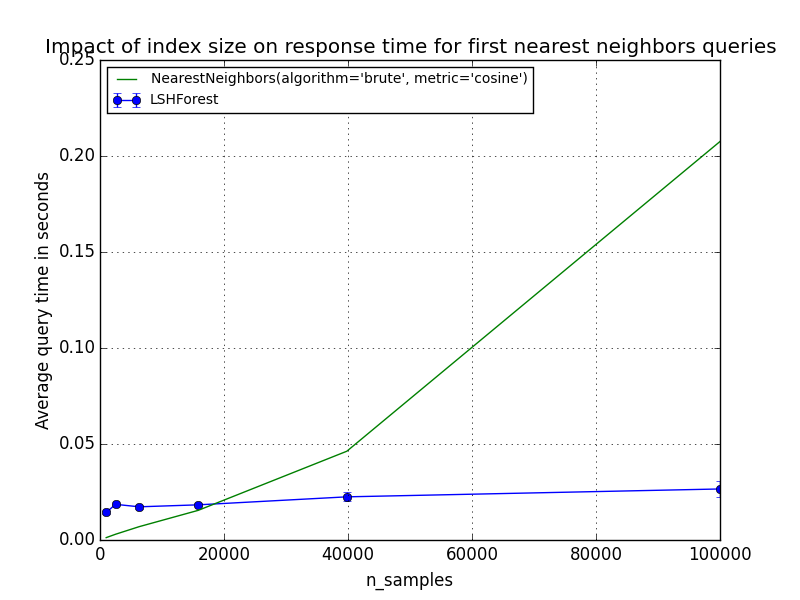 Impact of index size on response time for first nearest neighbors queries
NearestNeighbors(algorithm='brute', metric='cosine')
LSHForest
Average query time in seconds
0.25
0.20
0.15
0.10
0.05
0.00
0 20000 40000 60000 80000 100000
n_samples